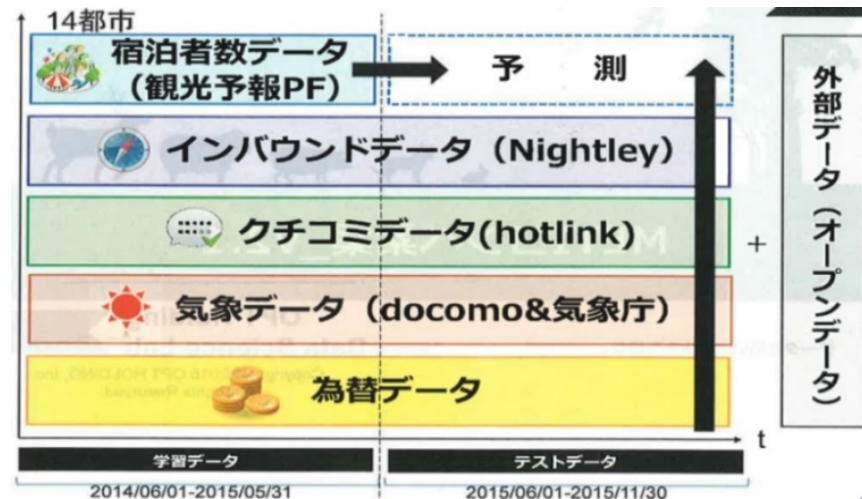 14都市
宿泊者数データ
（観光予報PF）
予　測
インバウンドデータ（Nightley）
クチコミデータ(hotlink)
気象データ（docomo&気象庁）
為替データ
+
外部データ（オープンデータ）
t
学習データ
テストデータ
2014/06/01-2015/05/31
2015/06/01-2015/11/30